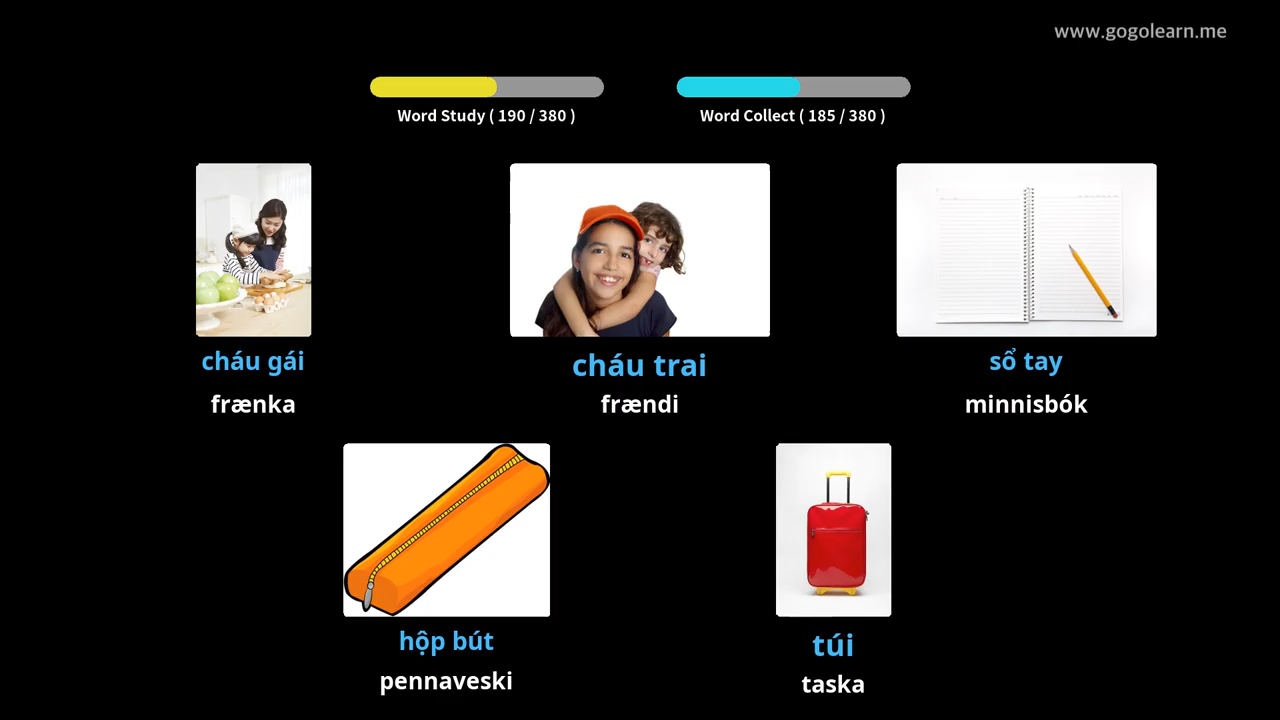 www.gogolearn.me
Word Study ( 190 / 380 )
Word Collect ( 185 / 380 )
cháu gái
frænka
cháu trai
frændi
sổ tay
minnisbók
hộp bút
pennaveski
túi
taska